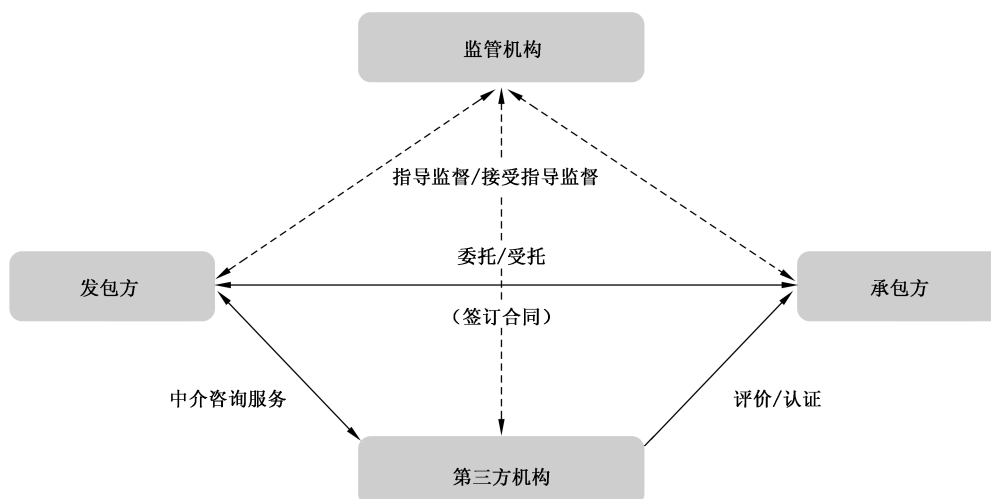 监管机构
指导监督/接受指导监督
委托/受托
发包方
承包方
（签订合同）
中介咨询服务
评价/认证
第三方机构